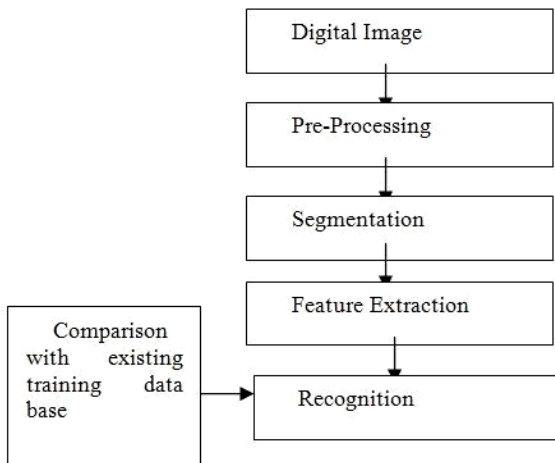 Digital Image
Pre-Processing
Segmentation
Feature Extraction
Comparison
with existing
training data
base
Recognition